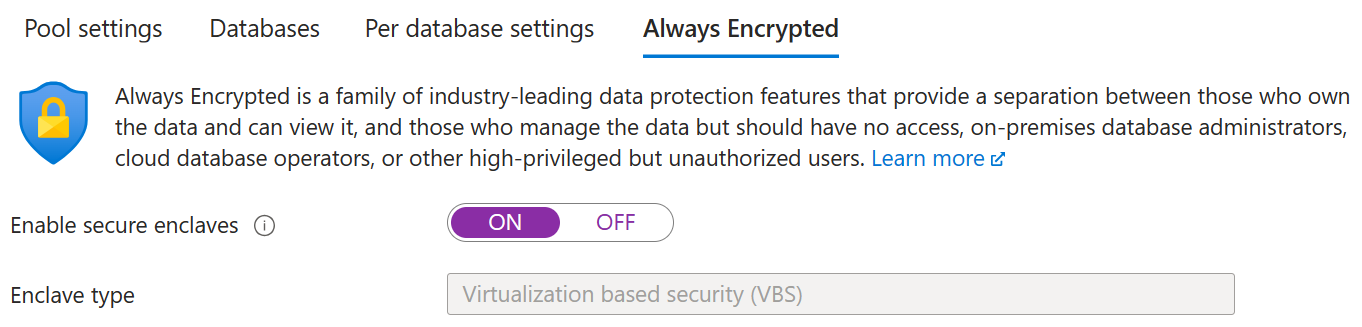 Pool settings Databases Per database settings Always Encrypted
Always Encrypted is a family of industry-leading data protection features that provide a separation between those who own
the data and can view it, and those who manage the data but should have no access, on-premises database administrators,
cloud database operators, or other high-privileged but unauthorized users. Learn more
Enable secure enclaves ON OFF
Enclave type Virtualization based security (VBS)